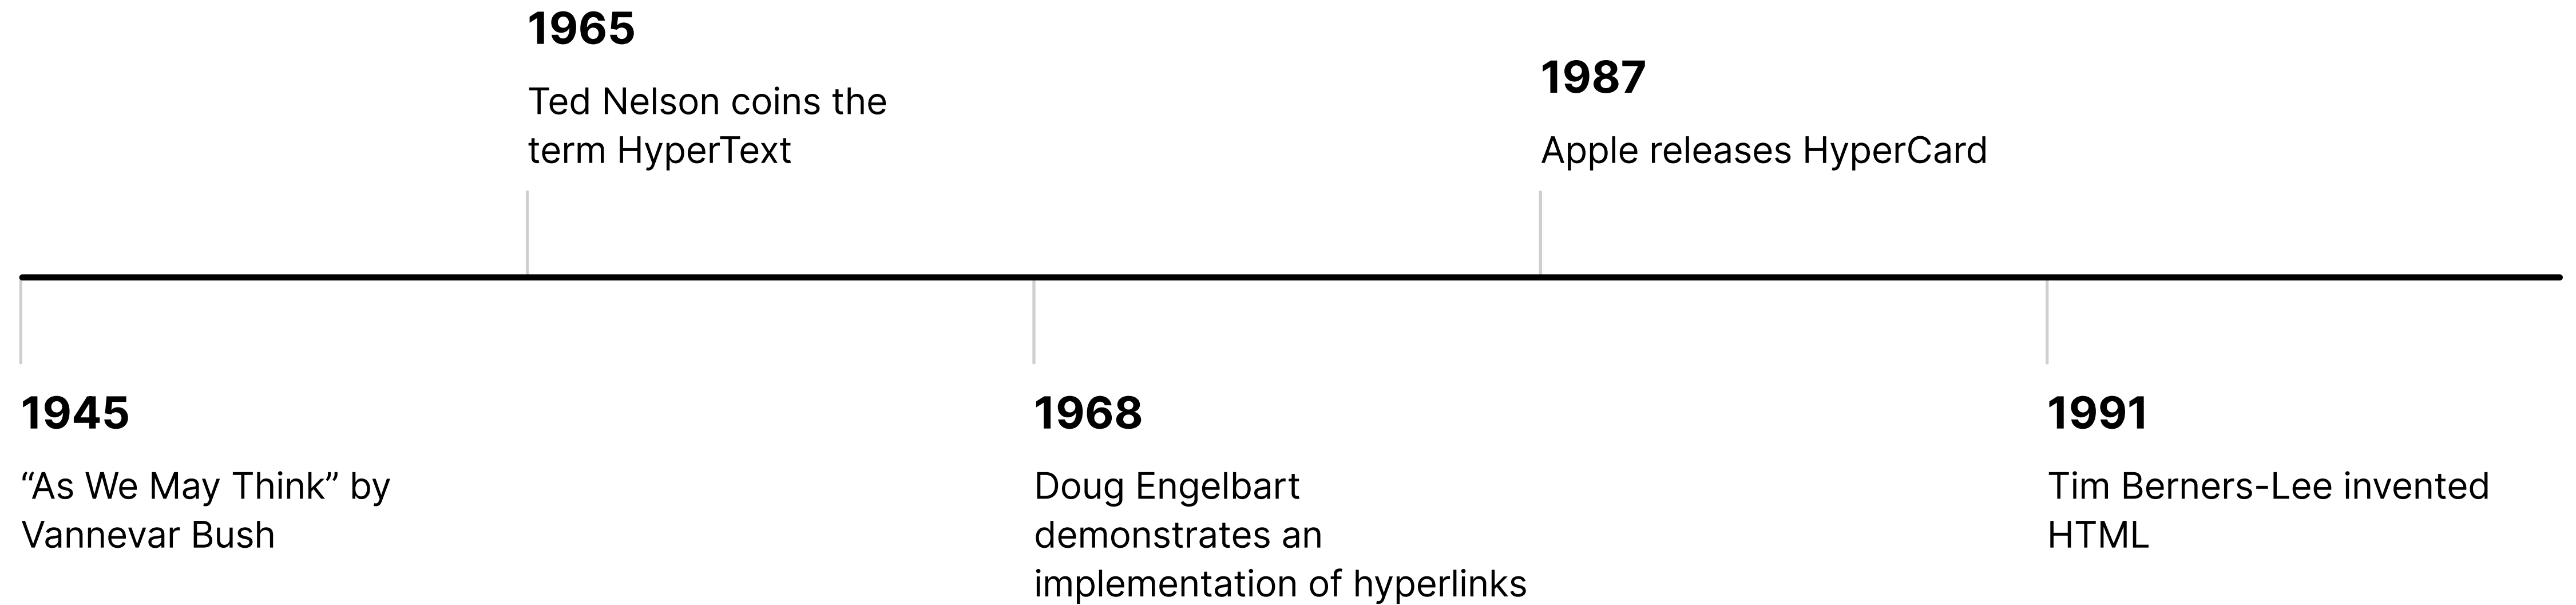 1965
Ted Nelson coins the
term HyperText
1987
Apple releases HyperCard
1945
“As We May Think” by
Vannevar Bush
1968
Doug Engelbart
demonstrates an
implementation of hyperlinks
1991
Tim Berners-Lee invented
HTML